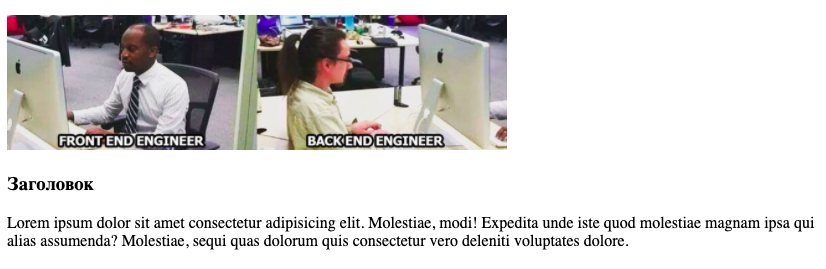 FRONT END ENGINEER
BACK END ENGINEER
Заголовок
Lorem ipsum dolor sit amet consectetur adipisicing elit. Molestiae, modi! Expedita unde iste quod molestiae magnam ipsa qui
alias assumenda? Molestiae, sequi quas dolorum quis consectetur vero deleniti voluptates dolore.